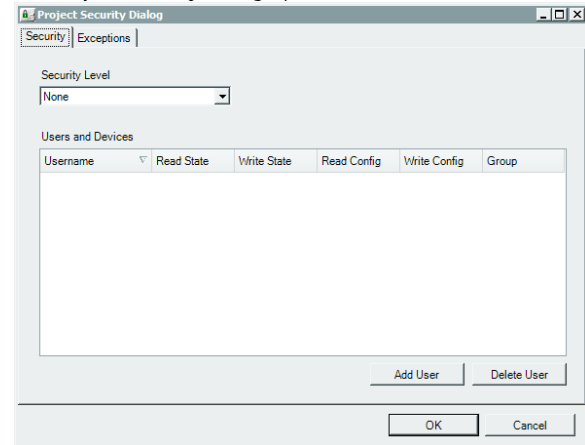 Project Security Dialog
Security Exceptions
Security Level
None
Users and Devices
Username Read State Write State Read Config Write Config Group
Add User Delete User
OK Cancel